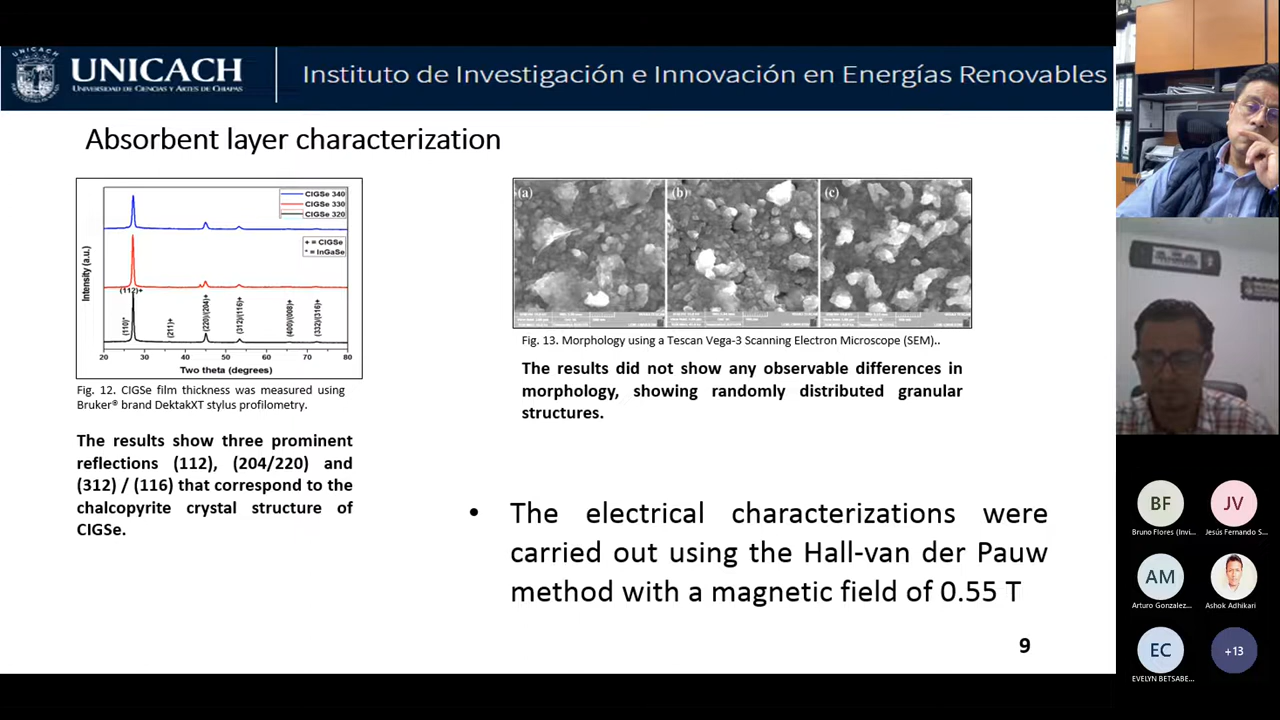 UNICACH
UNICACH
UNIVERSIDAD DE CIENCIAS Y ARTES DE CHIAPAS
Instituto de Investigación e Innovación en Energías Renovables
Absorbent layer characterization
CIGSe 340
CIGSe 330
CIGSe 320
+ = CIGSe
* = InGaSe
Intensity (a.u.)
(110)*
(112)+
(211)+
(220)/(204)+
(312)/(116)+
(400)/(008)+
(332)/(316)+
20 30 40 50 60 70 80
Two theta (degrees)
Fig. 12. CIGSe film thickness was measured using
Bruker® brand DektakXT stylus profilometry.
The results show three prominent
reflections (112), (204/220) and
(312) / (116) that correspond to the
chalcopyrite crystal structure of
CIGSe.
(a)
(b)
(c)
Fig. 13. Morphology using a Tescan Vega-3 Scanning Electron Microscope (SEM)..
The results did not show any observable differences in
morphology, showing randomly distributed granular
structures.
• The electrical characterizations were
carried out using the Hall-van der Pauw
method with a magnetic field of 0.55 T
9
BF
JV
Bruno Flores (Invi...
Jesús Fernando S...
AM
Arturo Gonzalez...
Ashok Adhikari
EC
+13
EVELYN BETSABE...